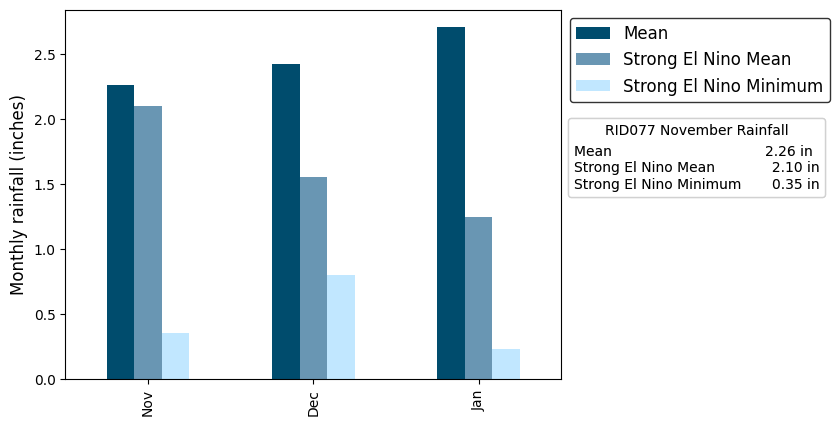 Monthly rainfall (inches)
2.5
2.0
1.5
1.0
0.5
0.0
Nov
Dec
Jan
Mean
Strong El Nino Mean
Strong El Nino Minimum
RID077 November Rainfall
Mean 2.26 in
Strong El Nino Mean 2.10 in
Strong El Nino Minimum 0.35 in